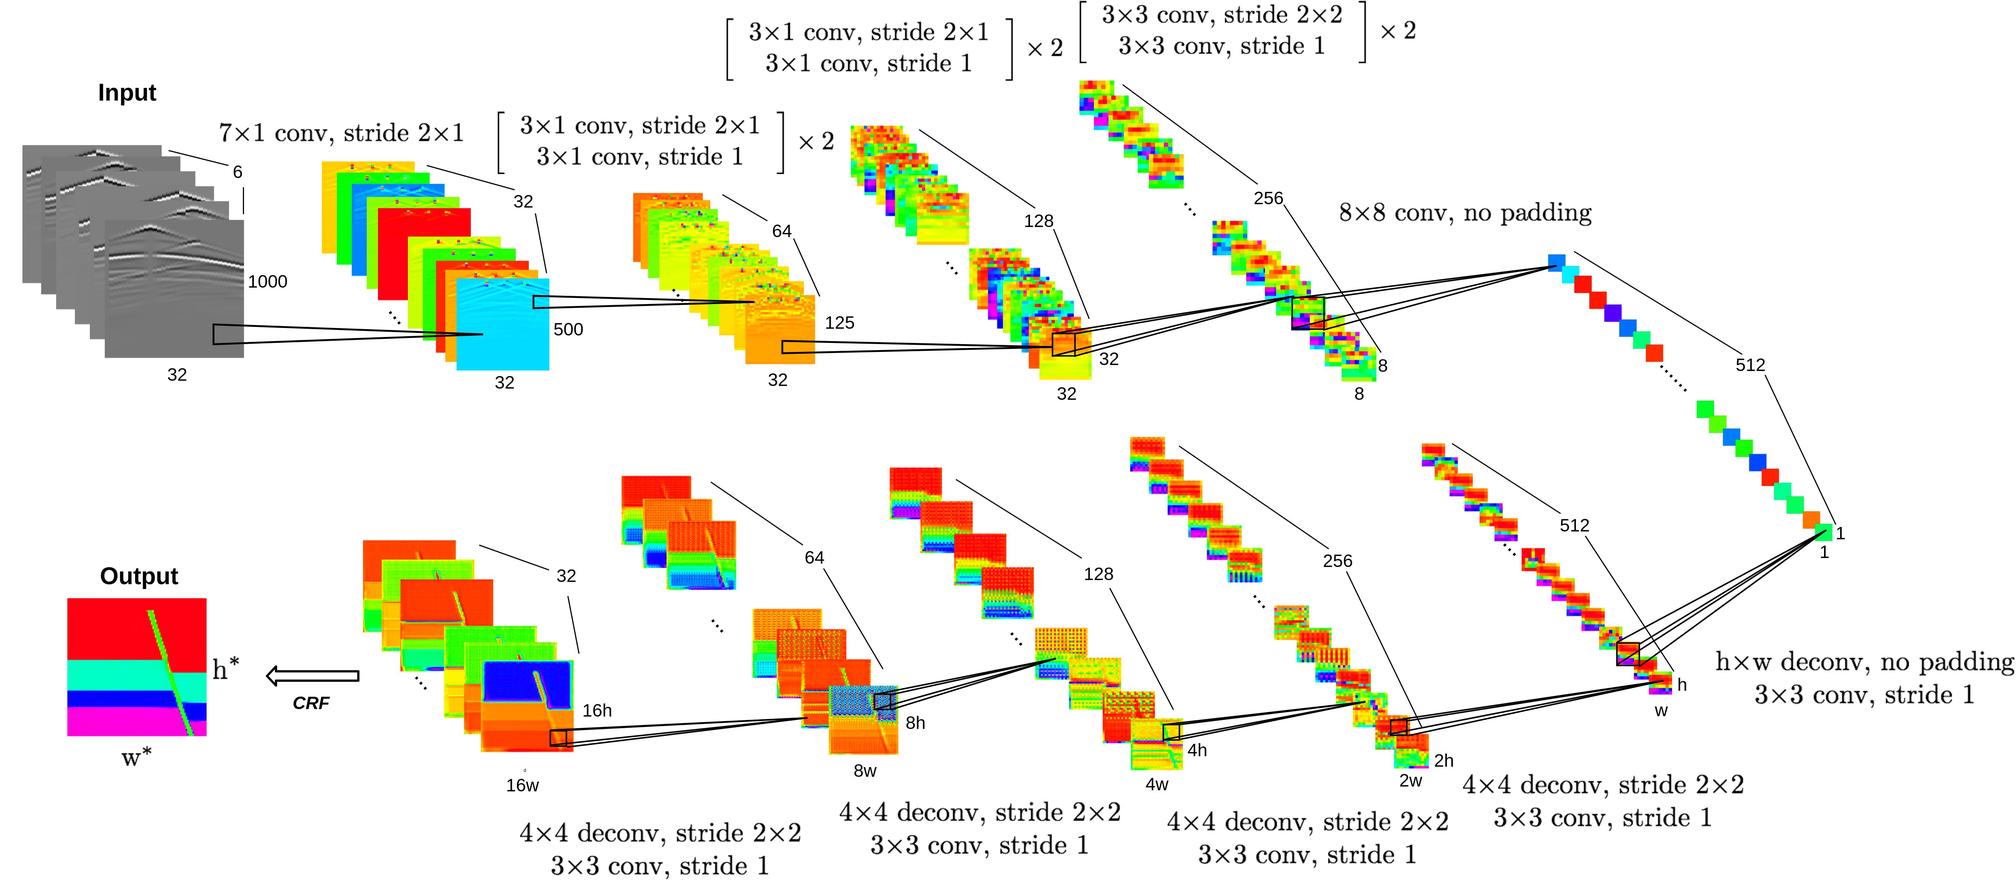 3×1 conv, stride 2×1
3×1 conv, stride 1
× 2
3×3 conv, stride 2×2
3×3 conv, stride 1
× 2
Input
7×1 conv, stride 2×1
3×1 conv, stride 2×1
3×1 conv, stride 1
× 2
6
32
64
128
256
8×8 conv, no padding
1000
500
125
32
8
512
32
32
32
32
8
1
1
Output
32
64
128
256
512
h*
w*
CRF
16h
16w
8h
8w
4h
4w
2h
2w
h
w
h×w deconv, no padding
3×3 conv, stride 1
4×4 deconv, stride 2×2
3×3 conv, stride 1
4×4 deconv, stride 2×2
3×3 conv, stride 1
4×4 deconv, stride 2×2
3×3 conv, stride 1
4×4 deconv, stride 2×2
3×3 conv, stride 1